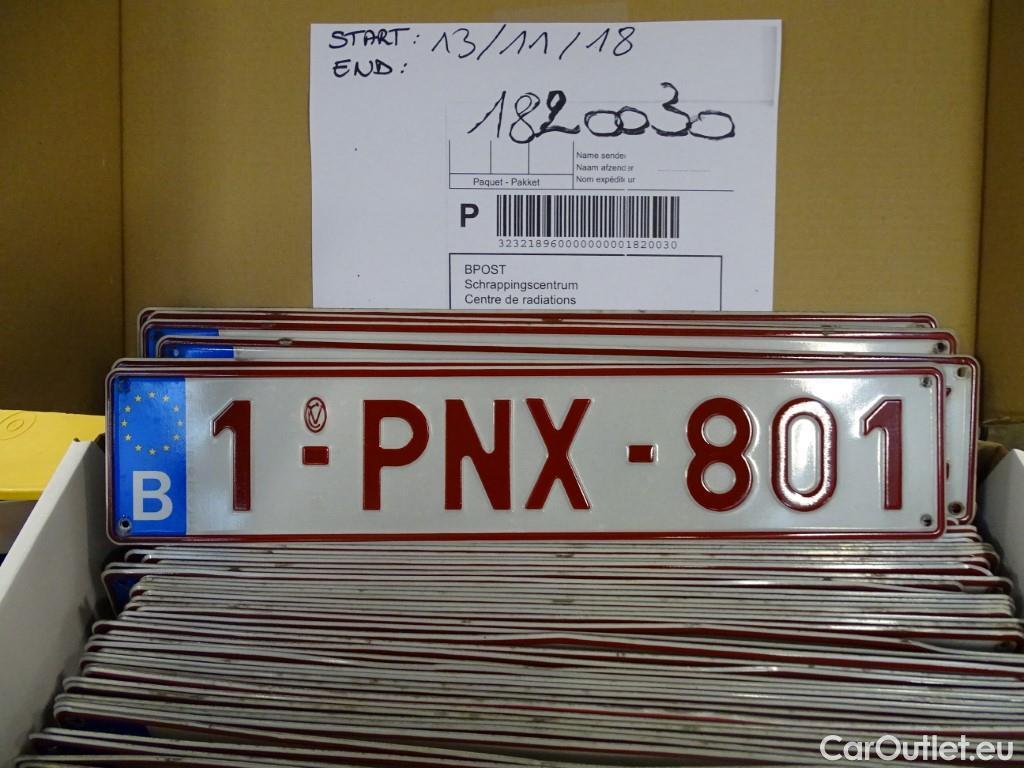 START: 13/11/18
END:
1820030
Name sender
Naam afzender
Nom expéditeur
Paquet - Pakket
P
3232189600000000001820030
BPOST
Schrappingscentrum
Centre de radiations
B 1-PNX-801
CarOutlet.eu